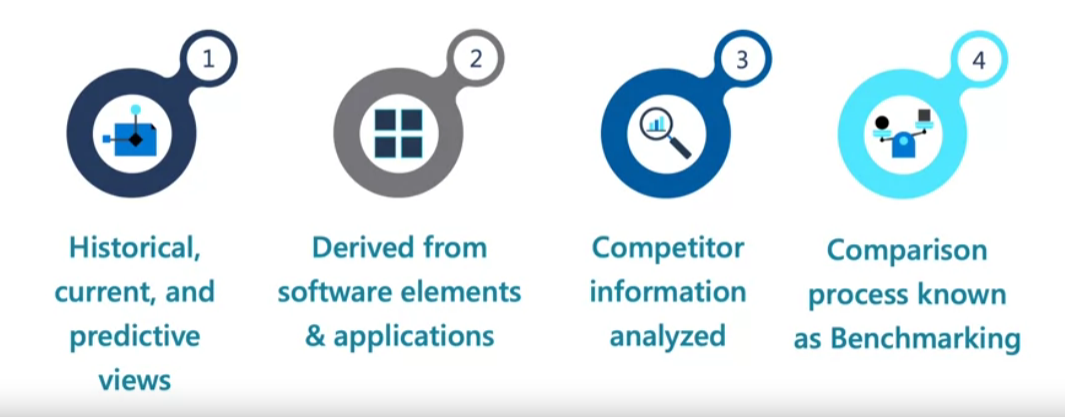 1
Historical,
current, and
predictive
views
2
Derived from
software elements
& applications
3
Competitor
information
analyzed
4
Comparison
process known
as Benchmarking